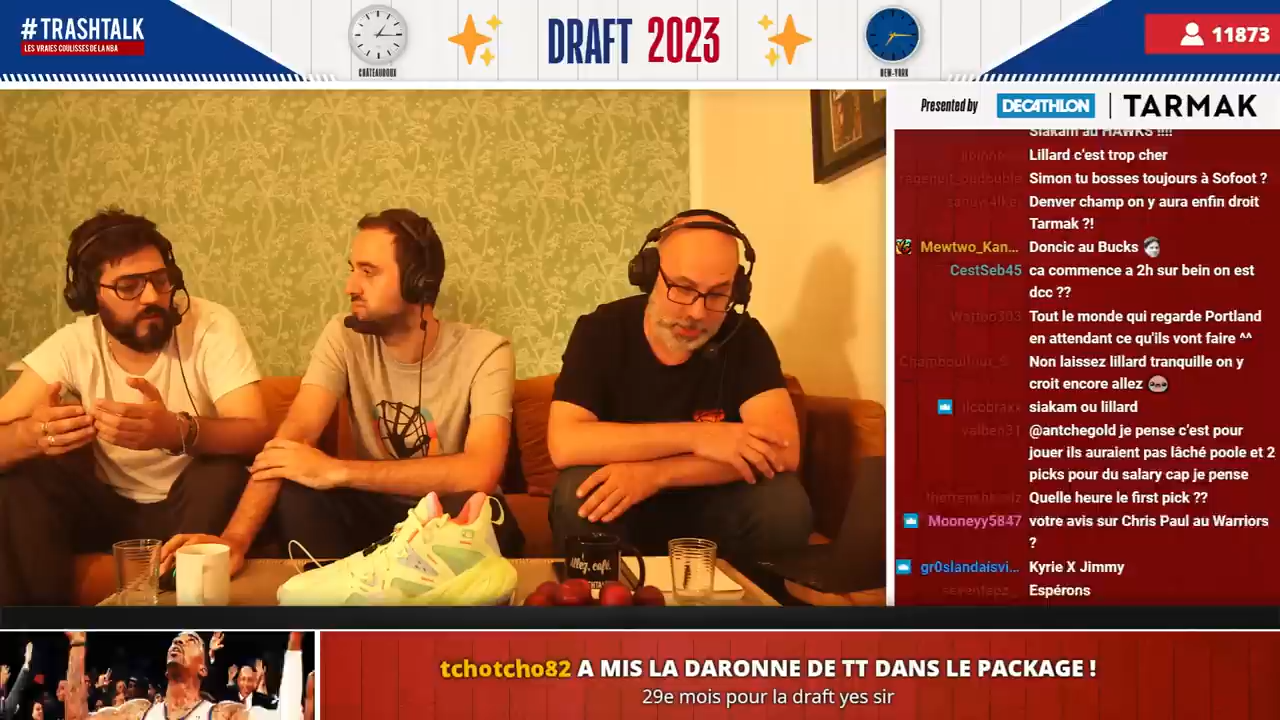 #TRASHTALK
LES VRAIES COULISSES DE LA NBA
CHÂTEAUDUN
DRAFT 2023
NEW-YORK
11873
Presented by DECATHLON | TARMAK
Siakam au HAWKS !!!!
Lillard c'est trop cher
Simon tu bosses toujours à Sofoot ?
Denver champ on y aura enfin droit
Tarmak ?!
Mewtwo_Kan... Doncic au Bucks
CestSeb45 ca commence a 2h sur bein on est
dcc ??
Wattoo303 Tout le monde qui regarde Portland
en attendant ce qu'ils vont faire ^^
Non laissez lillard tranquille on y
croit encore allez
ilcobraxx siakam ou lillard
valben31 @antchegold je pense c'est pour
jouer ils auraient pas lâché poole et 2
picks pour du salary cap je pense
Quelle heure le first pick ??
Mooneyy5847 votre avis sur Chris Paul au Warriors
?
gr0slandaisvi... Kyrie X Jimmy
Espérons
Allez, café.
tchotcho82 A MIS LA DARONNE DE TT DANS LE PACKAGE !
29e mois pour la draft yes sir